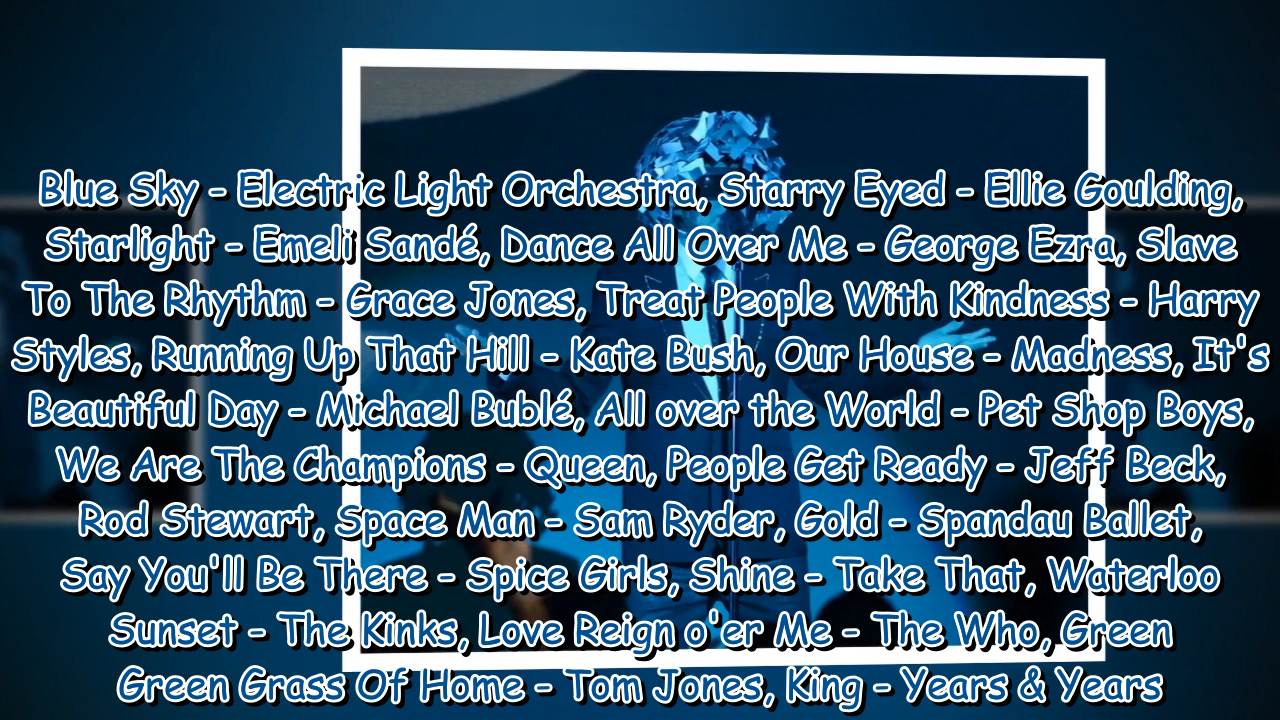 Blue Sky – Electric Light Orchestra, Starry Eyed – Ellie Goulding,
Starlight – Emeli Sandé, Dance All Over Me – George Ezra, Slave
To The Rhythm – Grace Jones, Treat People With Kindness – Harry
Styles, Running Up That Hill – Kate Bush, Our House – Madness, It's
Beautiful Day – Michael Bublé, All over the World – Pet Shop Boys,
We Are The Champions – Queen, People Get Ready – Jeff Beck,
Rod Stewart, Space Man – Sam Ryder, Gold – Spandau Ballet,
Say You'll Be There – Spice Girls, Shine – Take That, Waterloo
Sunset – The Kinks, Love Reign o'er Me – The Who, Green
Green Grass Of Home – Tom Jones, King – Years & Years